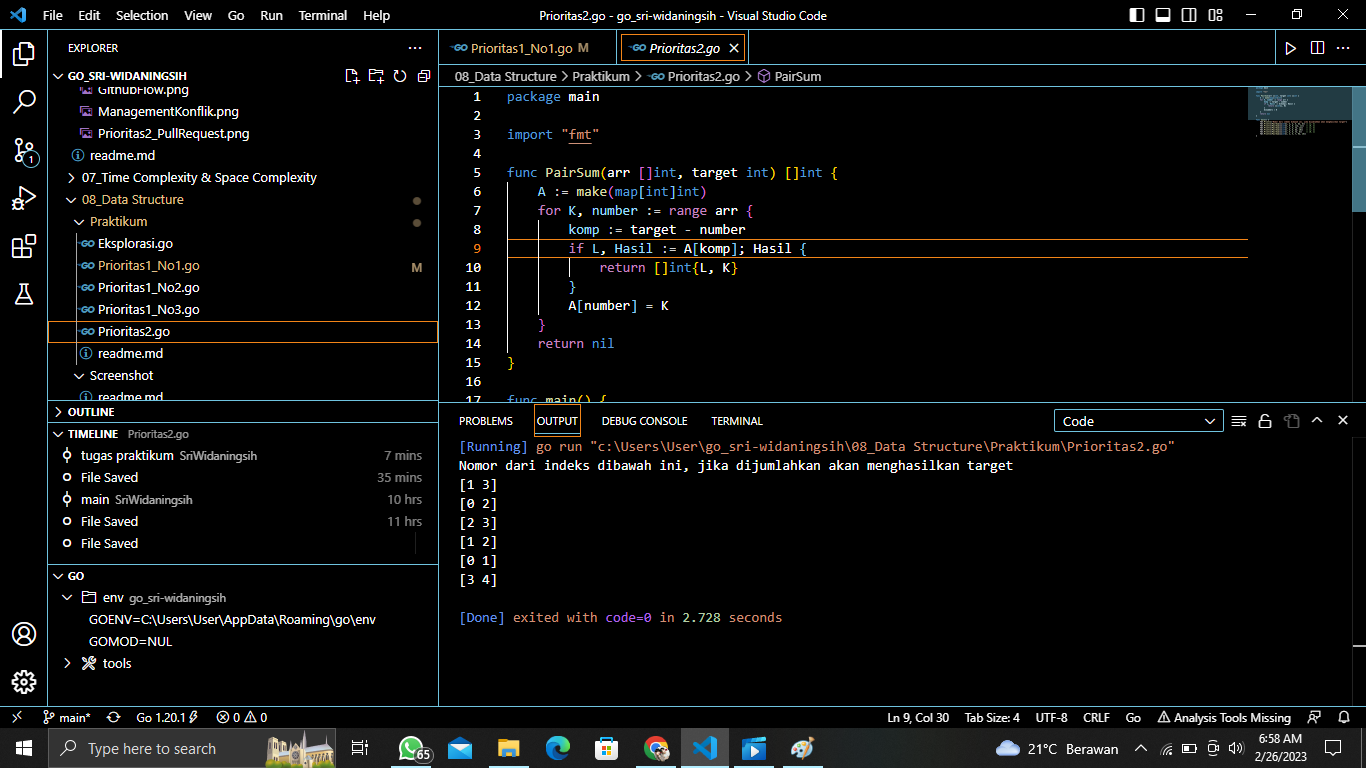 File Edit Selection View Go Run Terminal Help
Prioritas2.go - go_sri-widaningsih - Visual Studio Code
EXPLORER
GO_SRI-WIDANINGSIH
GithubFlow.png
ManagementKonflik.png
Prioritas2_PullRequest.png
readme.md
07_Time Complexity & Space Complexity
08_Data Structure
Praktikum
Eksplorasi.go
Prioritas1_No1.go M
Prioritas1_No2.go
Prioritas1_No3.go
Prioritas2.go
readme.md
Screenshot
readme.md
OUTLINE
TIMELINE Prioritas2.go
tugas praktikum SriWidaningsih 7 mins
File Saved 35 mins
main SriWidaningsih 10 hrs
File Saved 11 hrs
File Saved
GO
env go_sri-widaningsih
GOENV=C:\Users\User\AppData\Roaming\go\env
GOMOD=NUL
tools
1
Prioritas1_No1.go M
Prioritas2.go
08_Data Structure > Praktikum > Prioritas2.go > PairSum
1 package main
2
3 import "fmt"
4
5 func PairSum(arr []int, target int) []int {
6 A := make(map[int]int)
7 for K, number := range arr {
8 komp := target - number
9 if L, Hasil := A[komp]; Hasil {
10 return []int{L, K}
11 }
12 A[number] = K
13 }
14 return nil
15 }
16
17 func main() {
PROBLEMS OUTPUT DEBUG CONSOLE TERMINAL
Code
[Running] go run "c:\Users\User\go_sri-widaningsih\08_Data Structure\Praktikum\Prioritas2.go"
Nomor dari indeks dibawah ini, jika dijumlahkan akan menghasilkan target
[1 3]
[0 2]
[2 3]
[1 2]
[0 1]
[3 4]
[Done] exited with code=0 in 2.728 seconds
main* Go 1.20.1 0 0
Ln 9, Col 30 Tab Size: 4 UTF-8 CRLF Go Analysis Tools Missing
Type here to search
65
21°C Berawan
6:58 AM
2/26/2023